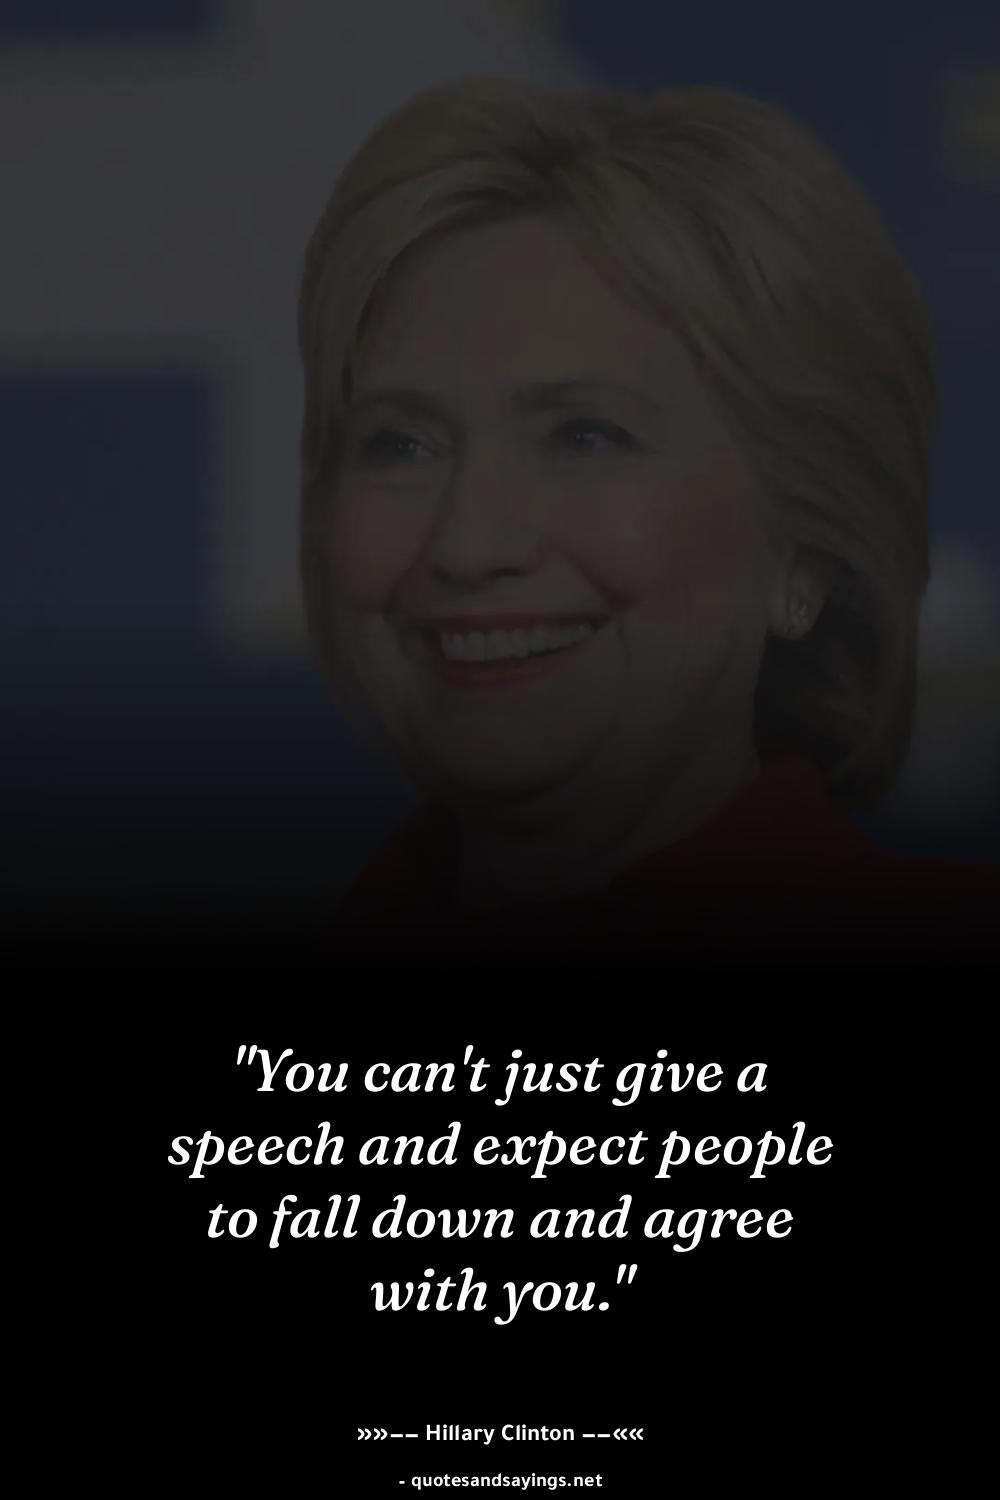 "You can't just give a
speech and expect people
to fall down and agree
with you."
»»–– Hillary Clinton ––««
- quotesandsayings.net